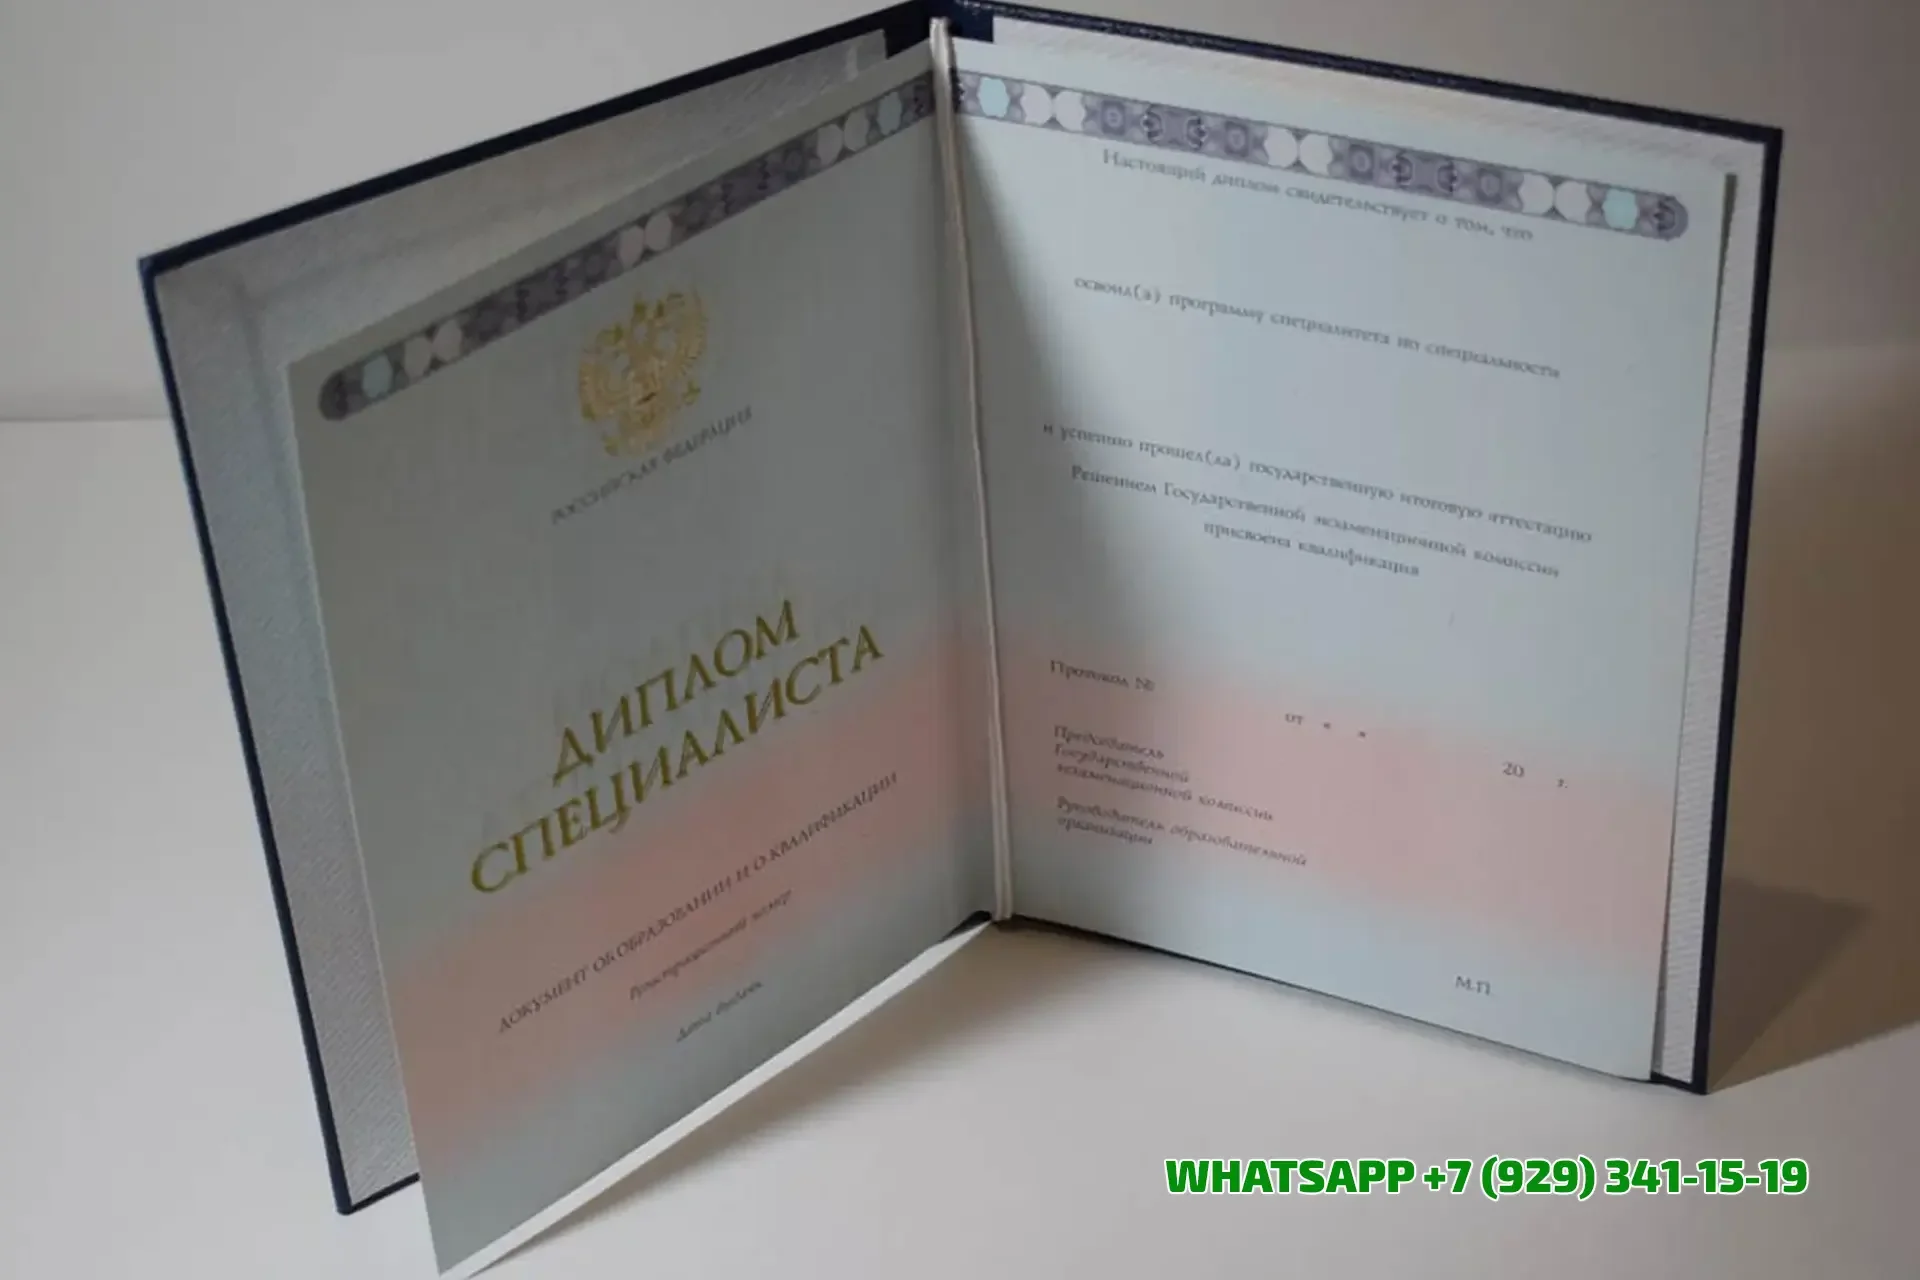 РОССИЙСКАЯ ФЕДЕРАЦИЯ
ДИПЛОМ
СПЕЦИАЛИСТА
ДОКУМЕНТ ОБ ОБРАЗОВАНИИ И О КВАЛИФИКАЦИИ
Регистрационный номер
Дата выдачи
Настоящий диплом свидетельствует о том, что
освоил(а) программу специалитета по специальности
и успешно прошел(ла) государственную итоговую аттестацию
Решением Государственной экзаменационной комиссии
присвоена квалификация
Протокол №
от « »
20 г.
Председатель
Государственной
экзаменационной комиссии
Руководитель образовательной
организации
М.П.
WHATSAPP +7 (929) 341-15-19